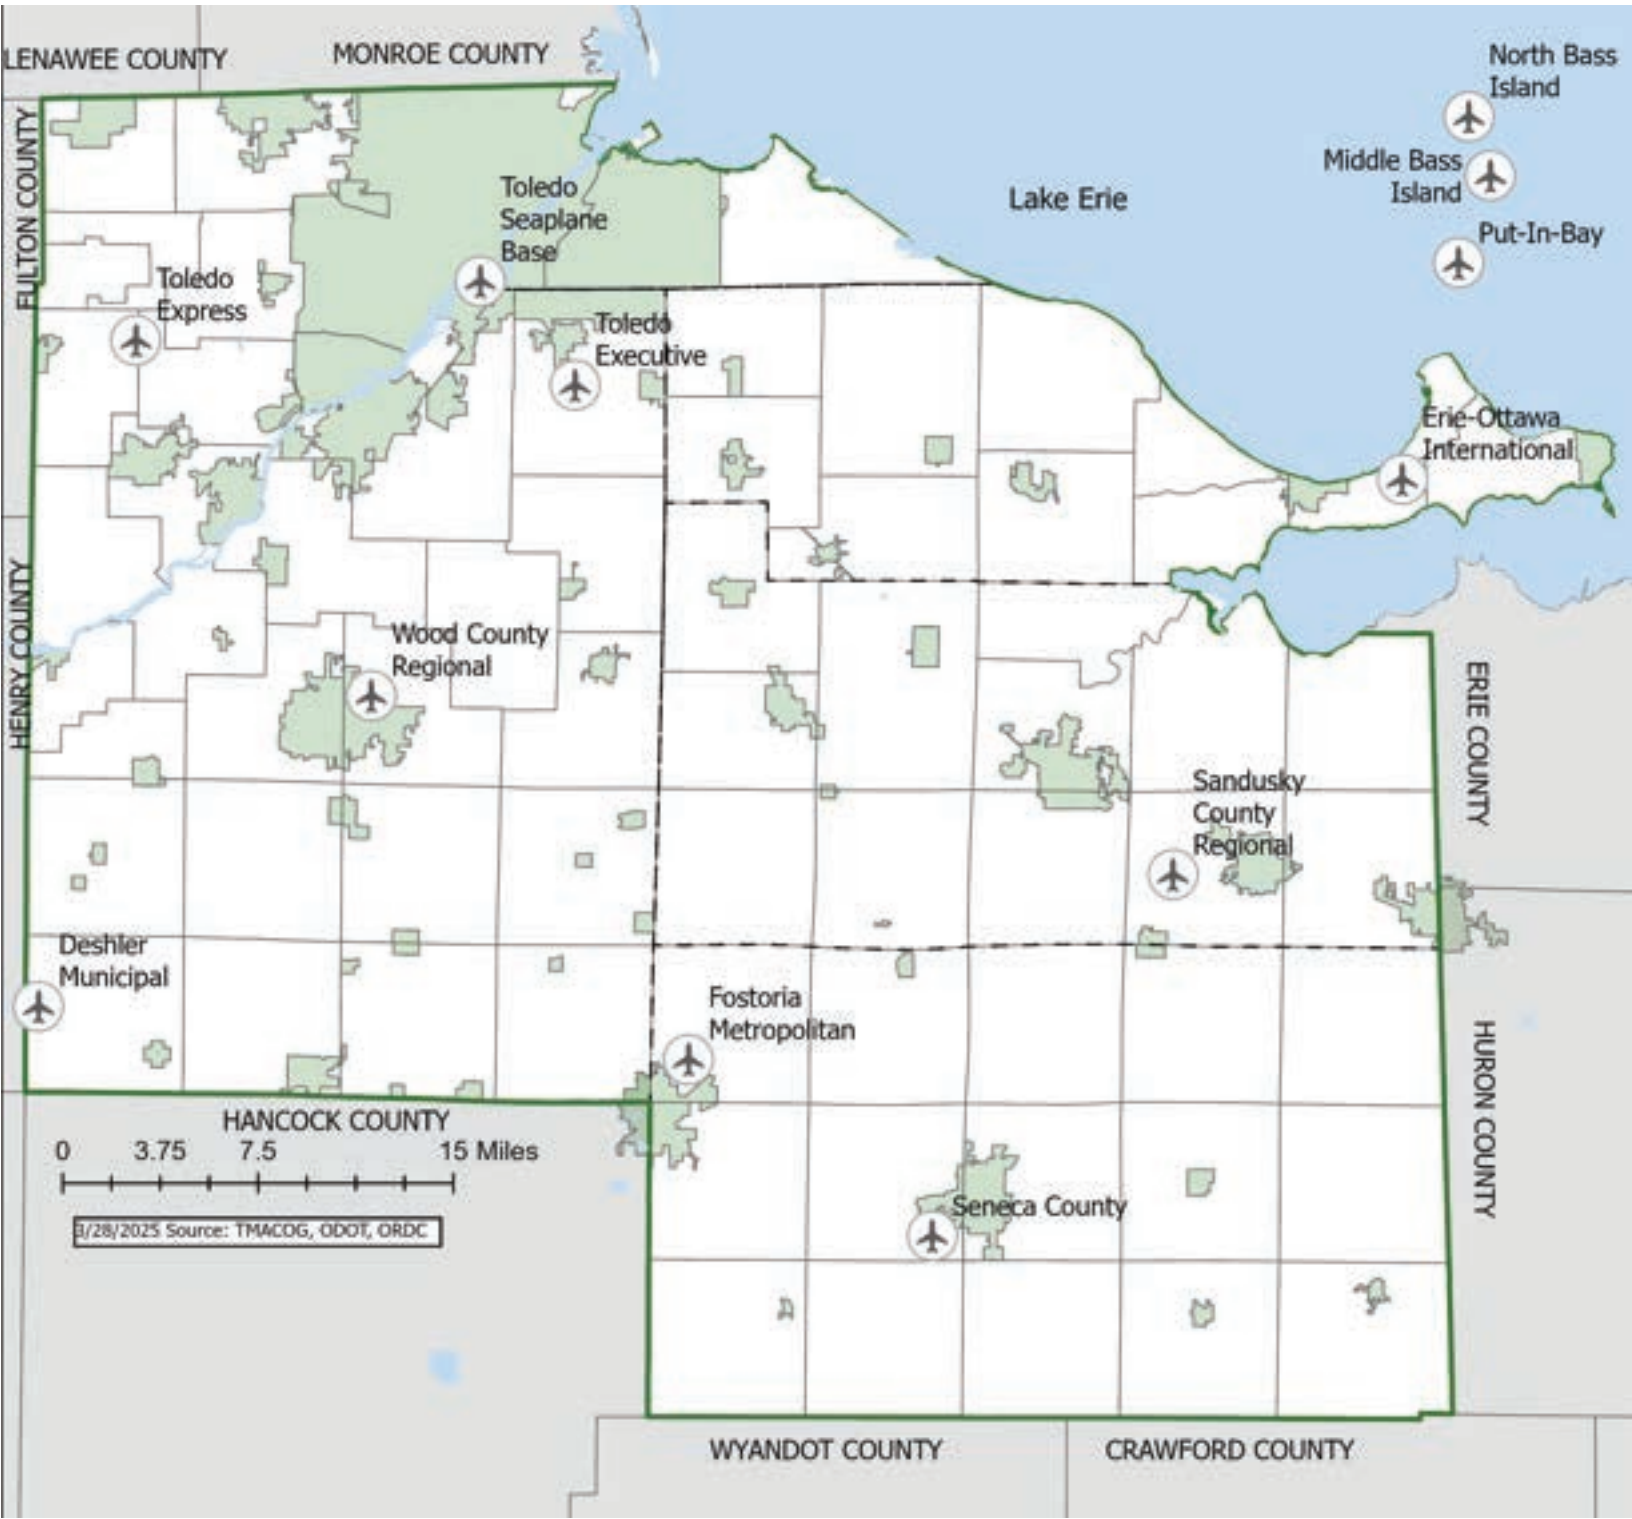 LENAWEE COUNTY
MONROE COUNTY
North Bass
Island
Middle Bass
Island
Put-In-Bay
Lake Erie
FULTON COUNTY
Toledo
Seaplane
Base
Toledo
Express
Toledo
Executive
Erie-Ottawa
International
HENRY COUNTY
Wood County
Regional
ERIE COUNTY
Sandusky
County
Regional
Deshler
Municipal
Fostoria
Metropolitan
HURON COUNTY
HANCOCK COUNTY
0 3.75 7.5 15 Miles
3/28/2025 Source: TMACOG, ODOT, ORDC
Seneca County
WYANDOT COUNTY
CRAWFORD COUNTY